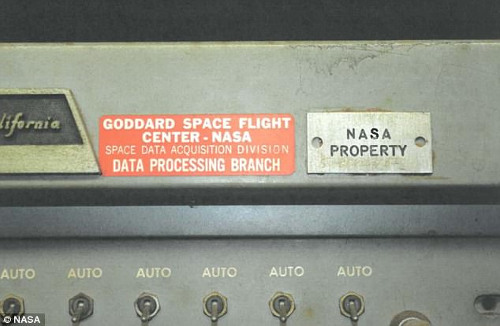 lifornia
GODDARD SPACE FLIGHT
CENTER - NASA
SPACE DATA ACQUISITION DIVISION
DATA PROCESSING BRANCH
NASA
PROPERTY
AUTO AUTO AUTO AUTO AUTO AUTO
© NASA